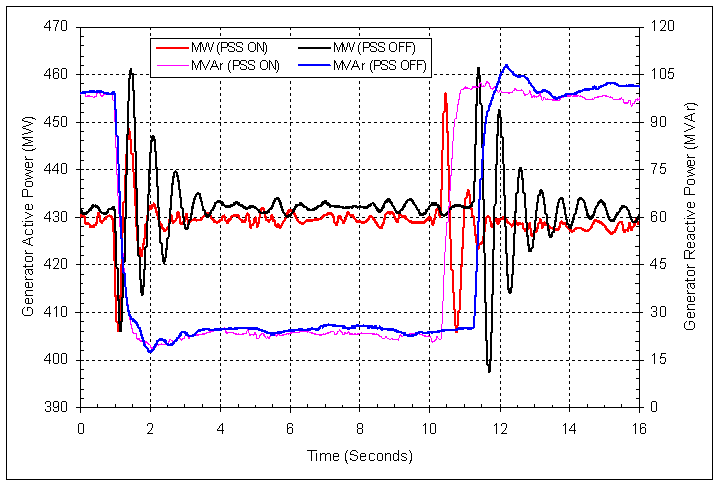 470
460
450
440
430
420
410
400
390
Generator Active Power (MW)
MW (PSS ON)
MW (PSS OFF)
MVAr (PSS ON)
MVAr (PSS OFF)
120
105
90
75
60
45
30
15
0
Generator Reactive Power (MVAr)
0 2 4 6 8 10 12 14 16
Time (Seconds)